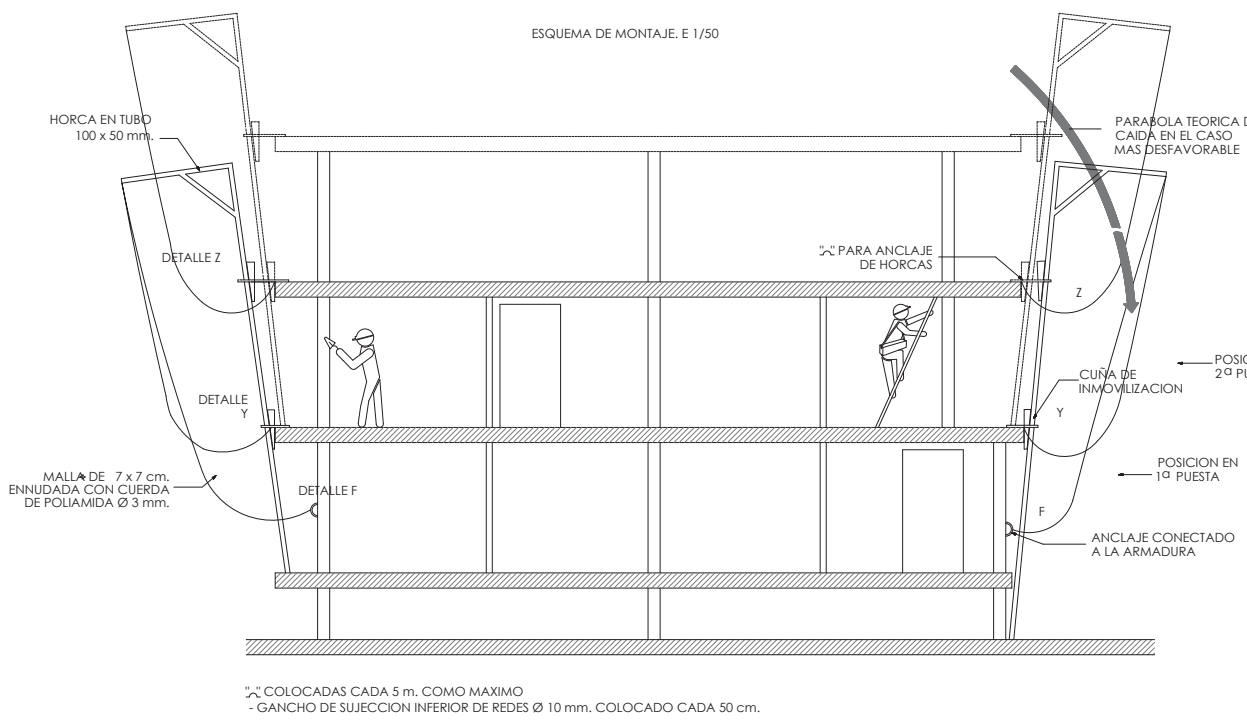 ESQUEMA DE MONTAJE. E 1/50
HORCA EN TUBO
100 x 50 mm.
PARABOLA TEORICA D
CAIDA EN EL CASO
MAS DESFAVORABLE
DETALLE Z
" " PARA ANCLAJE
DE HORCAS
Z
POSIC
2ª PU
CUÑA DE
INMOVILIZACION
DETALLE
Y
Y
MALLA DE 7 x 7 cm.
ENNUDADA CON CUERDA
DE POLIAMIDA Ø 3 mm.
DETALLE F
POSICION EN
1ª PUESTA
F
ANCLAJE CONECTADO
A LA ARMADURA
" " COLOCADAS CADA 5 m. COMO MAXIMO
- GANCHO DE SUJECCION INFERIOR DE REDES Ø 10 mm. COLOCADO CADA 50 cm.